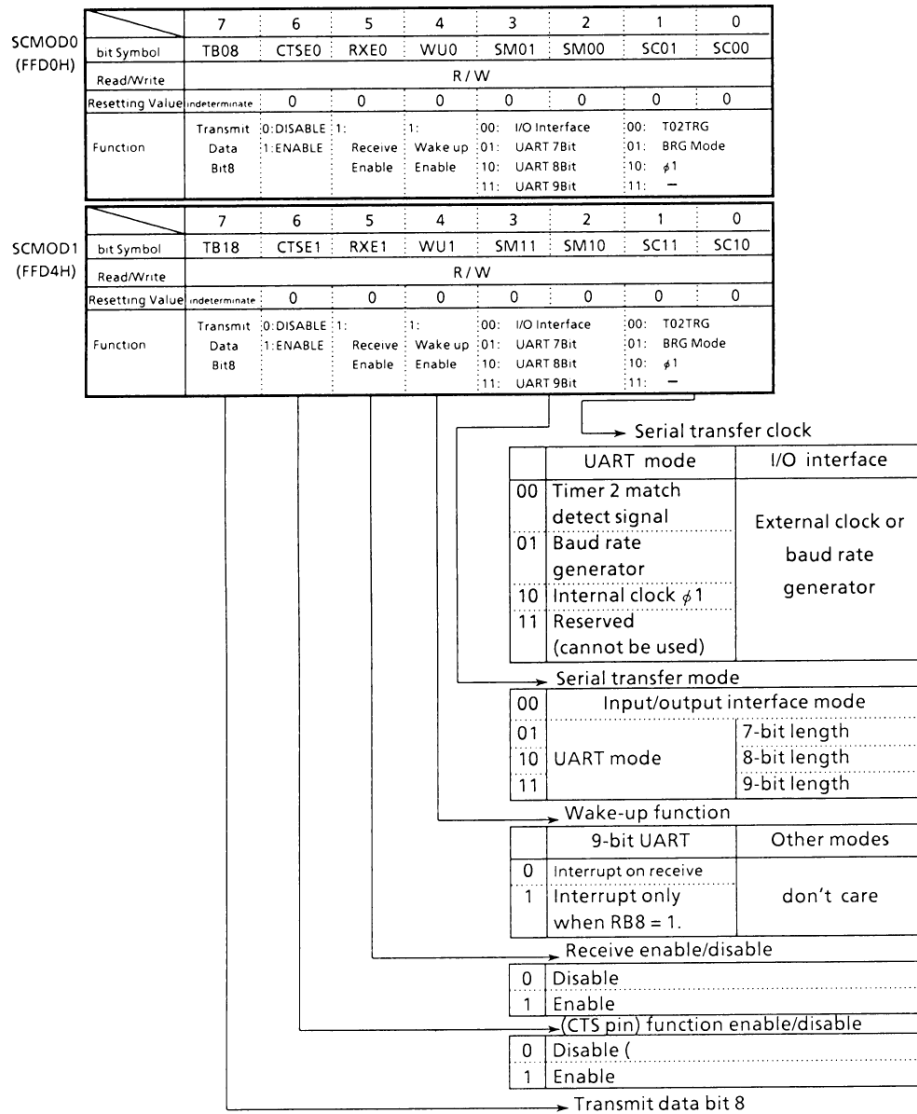 7 6 5 4 3 2 1 0
SCMOD0 (FFD0H)
bit Symbol TB08 CTSE0 RXE0 WU0 SM01 SM00 SC01 SC00
Read/Write R / W
Resetting Value indeterminate 0 0 0 0 0 0 0
Function
Transmit 0:DISABLE 1: 1: 00: I/O Interface 00: T02TRG
Data 1:ENABLE Receive Wake up 01: UART 7Bit 01: BRG Mode
Bit8 Enable Enable 10: UART 8Bit 10: ϕ1
11: UART 9Bit 11: —
7 6 5 4 3 2 1 0
SCMOD1 (FFD4H)
bit Symbol TB18 CTSE1 RXE1 WU1 SM11 SM10 SC11 SC10
Read/Write R / W
Resetting Value indeterminate 0 0 0 0 0 0 0
Function
Transmit 0:DISABLE 1: 1: 00: I/O Interface 00: T02TRG
Data 1:ENABLE Receive Wake up 01: UART 7Bit 01: BRG Mode
Bit8 Enable Enable 10: UART 8Bit 10: ϕ1
11: UART 9Bit 11: —
Serial transfer clock
UART mode I/O interface
00 Timer 2 match
detect signal
01 Baud rate
generator
10 Internal clock ϕ1
11 Reserved
(cannot be used)
External clock or
baud rate
generator
Serial transfer mode
00 Input/output interface mode
01 7-bit length
10 UART mode 8-bit length
11 9-bit length
Wake-up function
9-bit UART Other modes
0 Interrupt on receive
1 Interrupt only
when RB8 = 1.
don't care
Receive enable/disable
0 Disable
1 Enable
(CTS pin) function enable/disable
0 Disable (
1 Enable
Transmit data bit 8